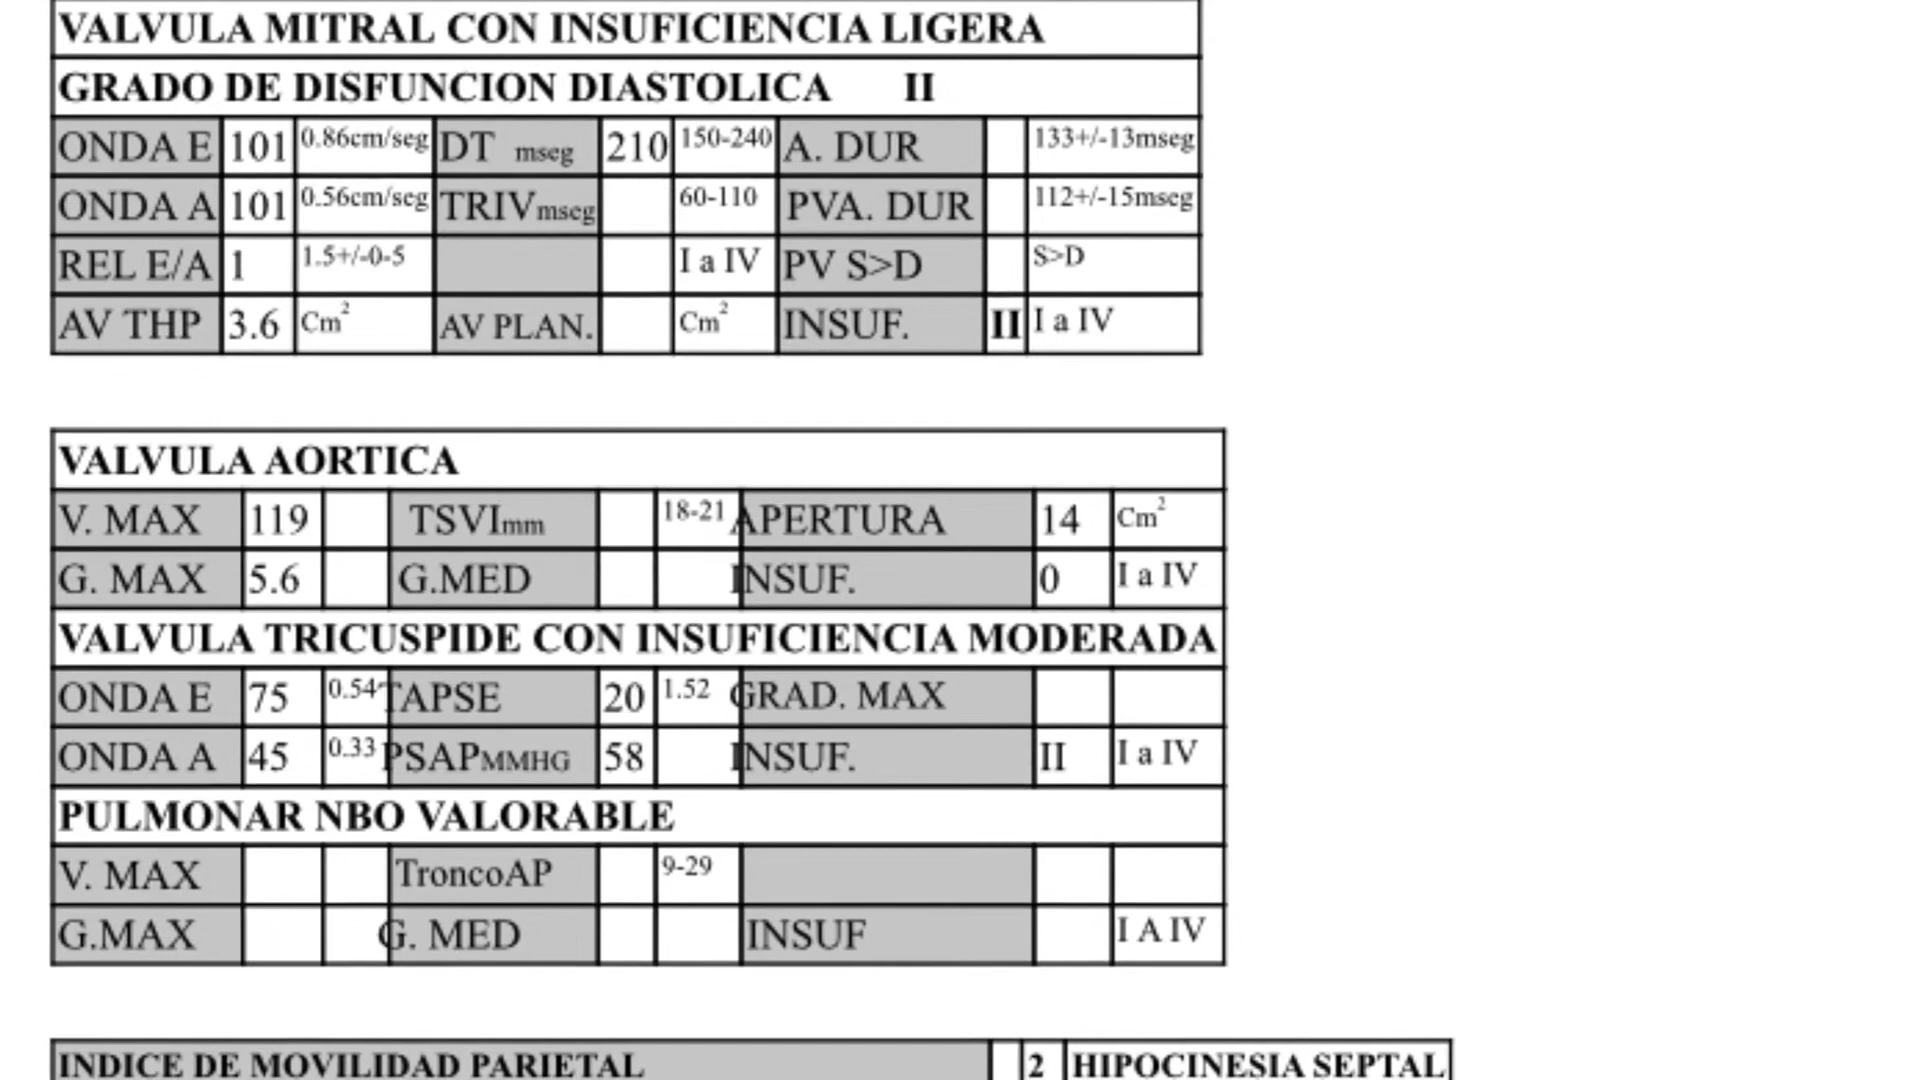 VALVULA MITRAL CON INSUFICIENCIA LIGERA
GRADO DE DISFUNCION DIASTOLICA II
ONDA E 101 0.86cm/seg DT mseg 210 150-240 A. DUR 133+/-13mseg
ONDA A 101 0.56cm/seg TRIVmseg 60-110 PVA. DUR 112+/-15mseg
REL E/A 1 1.5+/-0-5 I a IV PV S>D S>D
AV THP 3.6 Cm² AV PLAN. Cm² INSUF. II I a IV
VALVULA AORTICA
V. MAX 119 TSVImm 18-21 APERTURA 14 Cm²
G. MAX 5.6 G.MED INSUF. 0 I a IV
VALVULA TRICUSPIDE CON INSUFICIENCIA MODERADA
ONDA E 75 0.54 TAPSE 20 1.52 GRAD. MAX
ONDA A 45 0.33 PSAPMMHG 58 INSUF. II I a IV
PULMONAR NBO VALORABLE
V. MAX TroncoAP 9-29
G.MAX G. MED INSUF I A IV
INDICE DE MOVILIDAD PARIETAL 2 HIPOCINESIA SEPTAL